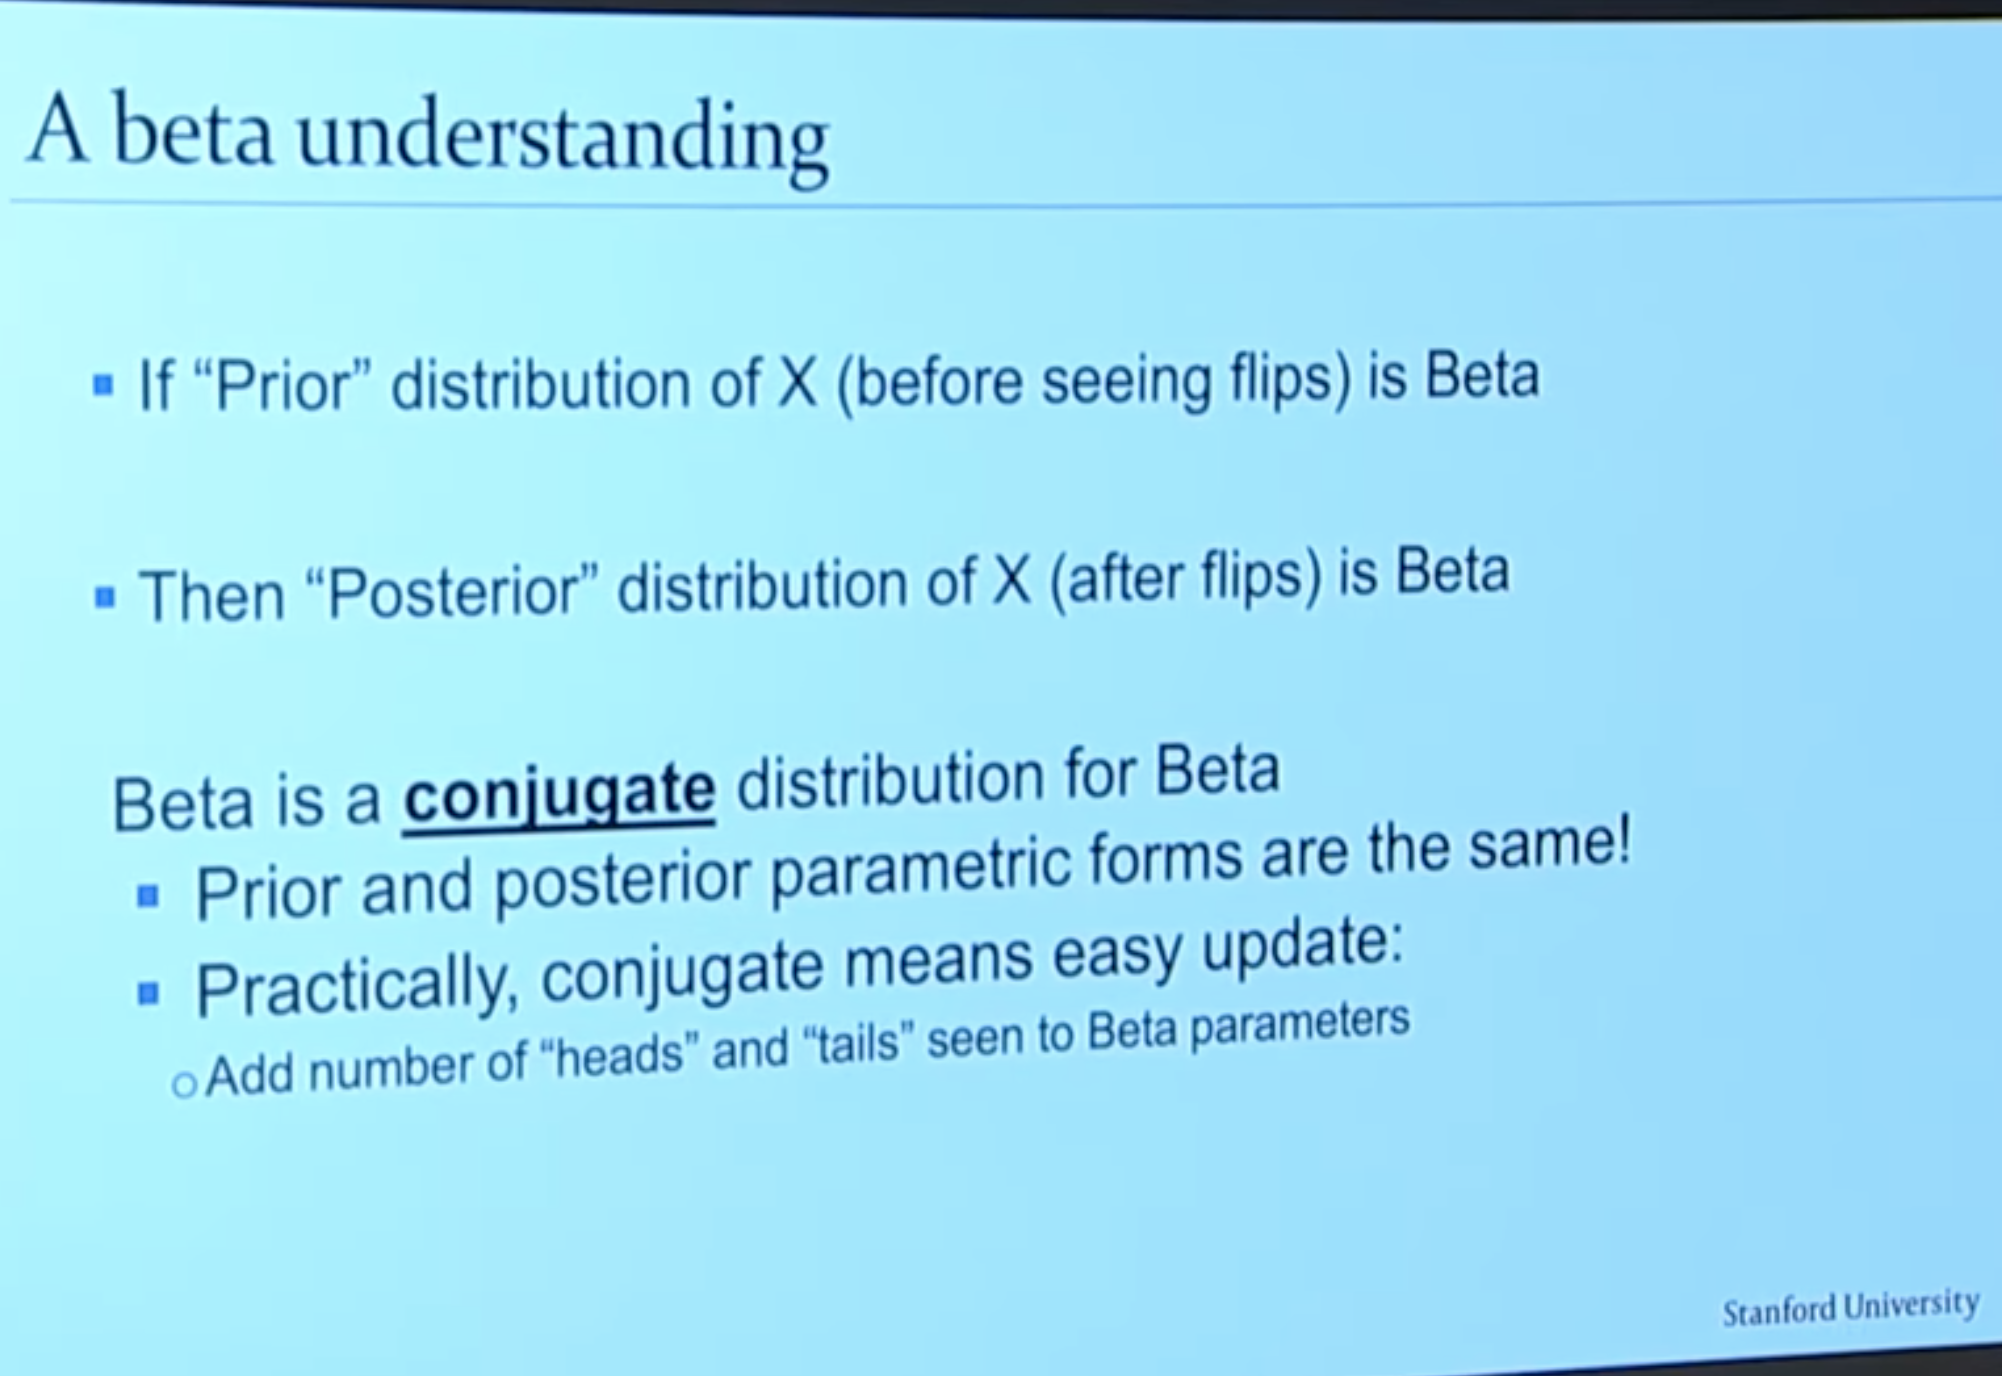 A beta understanding
▪ If “Prior” distribution of X (before seeing flips) is Beta
▪ Then “Posterior” distribution of X (after flips) is Beta
Beta is a conjugate distribution for Beta
▪ Prior and posterior parametric forms are the same!
▪ Practically, conjugate means easy update:
○ Add number of “heads” and “tails” seen to Beta parameters
Stanford University